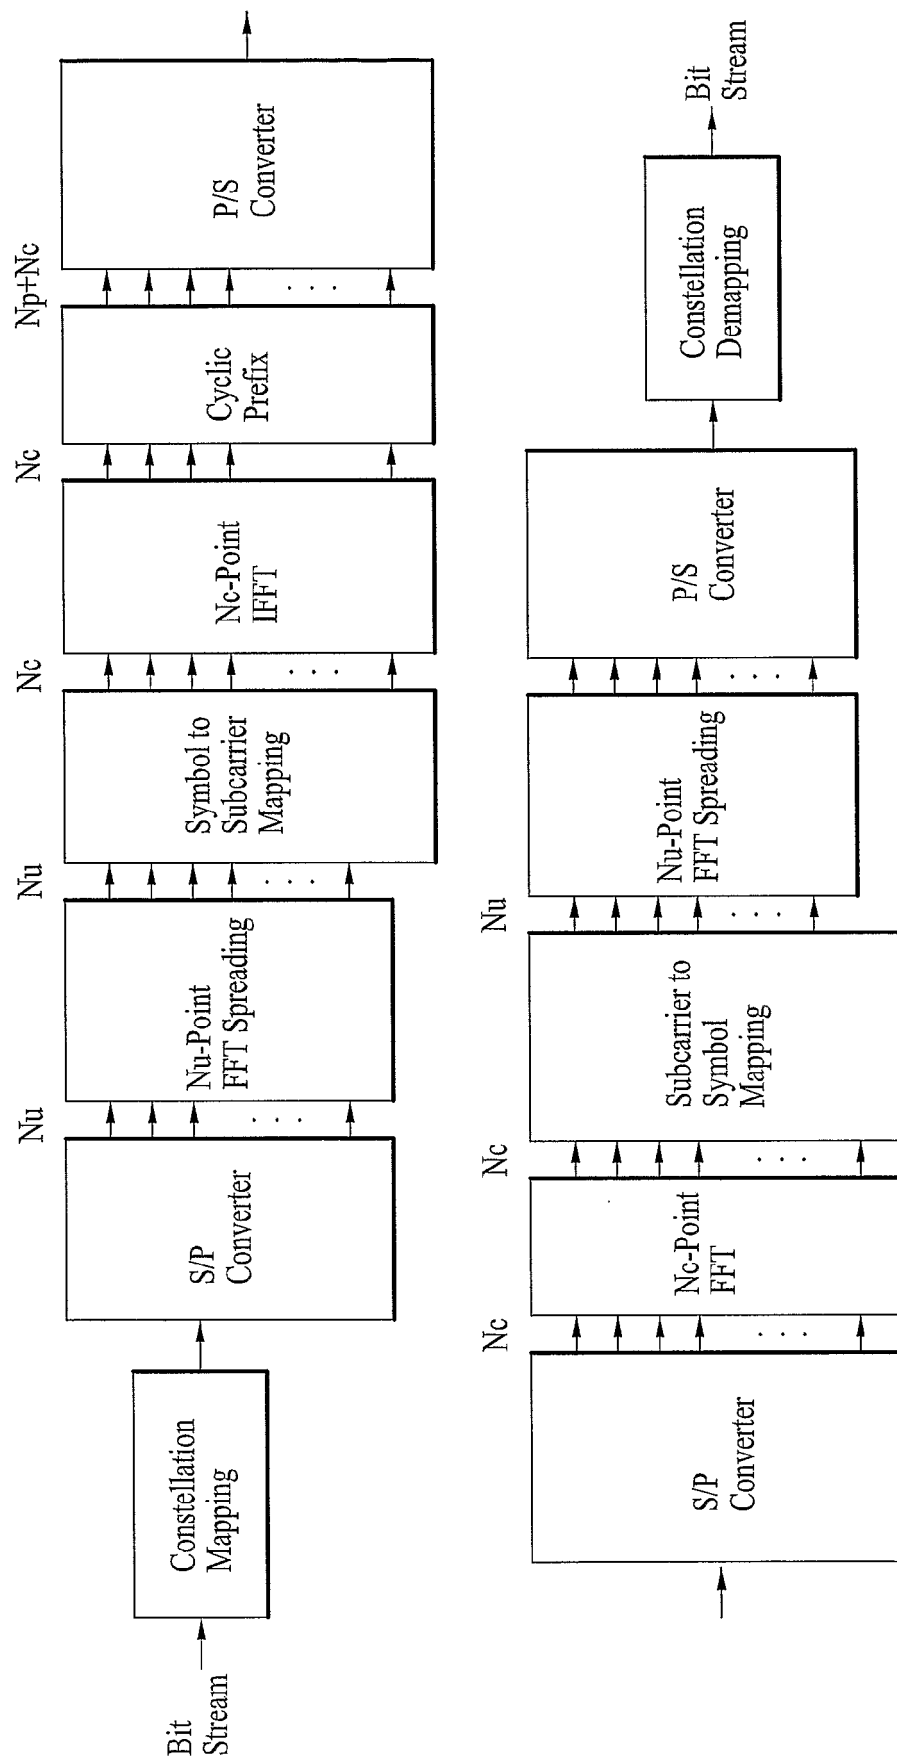 Bit
Stream
Constellation
Mapping
S/P
Converter
Nu
Nu-Point
FFT Spreading
Nu
Symbol to
Subcarrier
Mapping
Nc
Nc-Point
IFFT
Nc
Cyclic
Prefix
Np+Nc
P/S
Converter
S/P
Converter
Nc
Nc-Point
FFT
Nc
Subcarrier to
Symbol
Mapping
Nu
Nu-Point
FFT Spreading
P/S
Converter
Constellation
Demapping
Bit
Stream